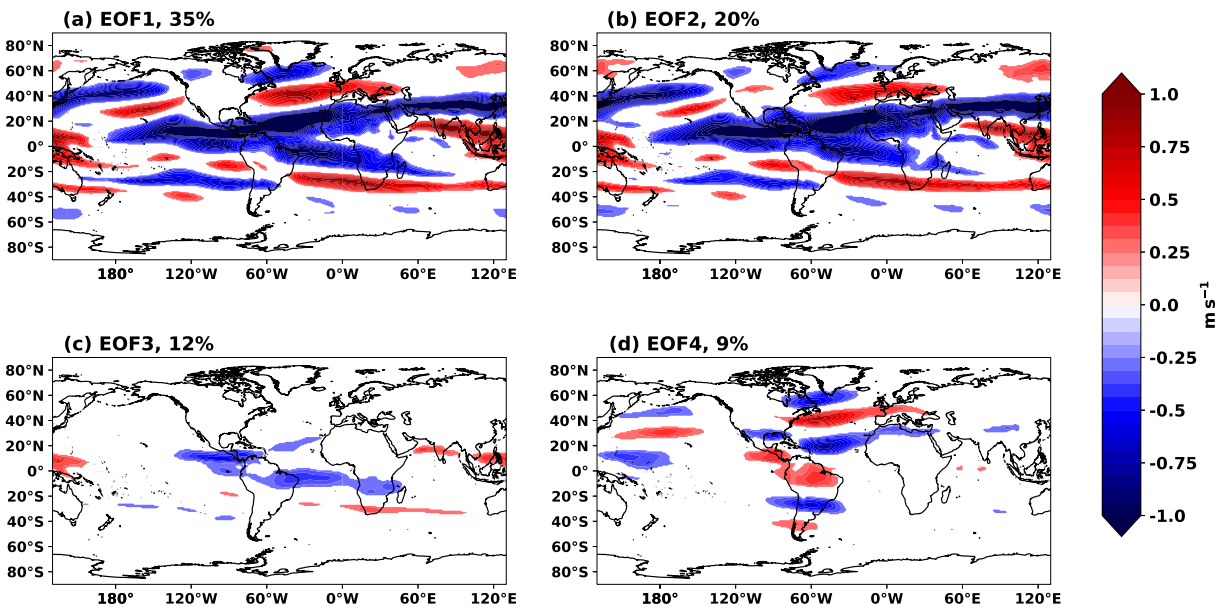 (a) EOF1, 35%
80°N
60°N
40°N
20°N
0°
20°S
40°S
60°S
80°S
180° 120°W 60°W 0°W 60°E 120°E
(b) EOF2, 20%
80°N
60°N
40°N
20°N
0°
20°S
40°S
60°S
80°S
180° 120°W 60°W 0°W 60°E 120°E
(c) EOF3, 12%
80°N
60°N
40°N
20°N
0°
20°S
40°S
60°S
80°S
180° 120°W 60°W 0°W 60°E 120°E
(d) EOF4, 9%
80°N
60°N
40°N
20°N
0°
20°S
40°S
60°S
80°S
180° 120°W 60°W 0°W 60°E 120°E
1.0
0.75
0.5
0.25
0.0
-0.25
-0.5
-0.75
-1.0
m s⁻¹